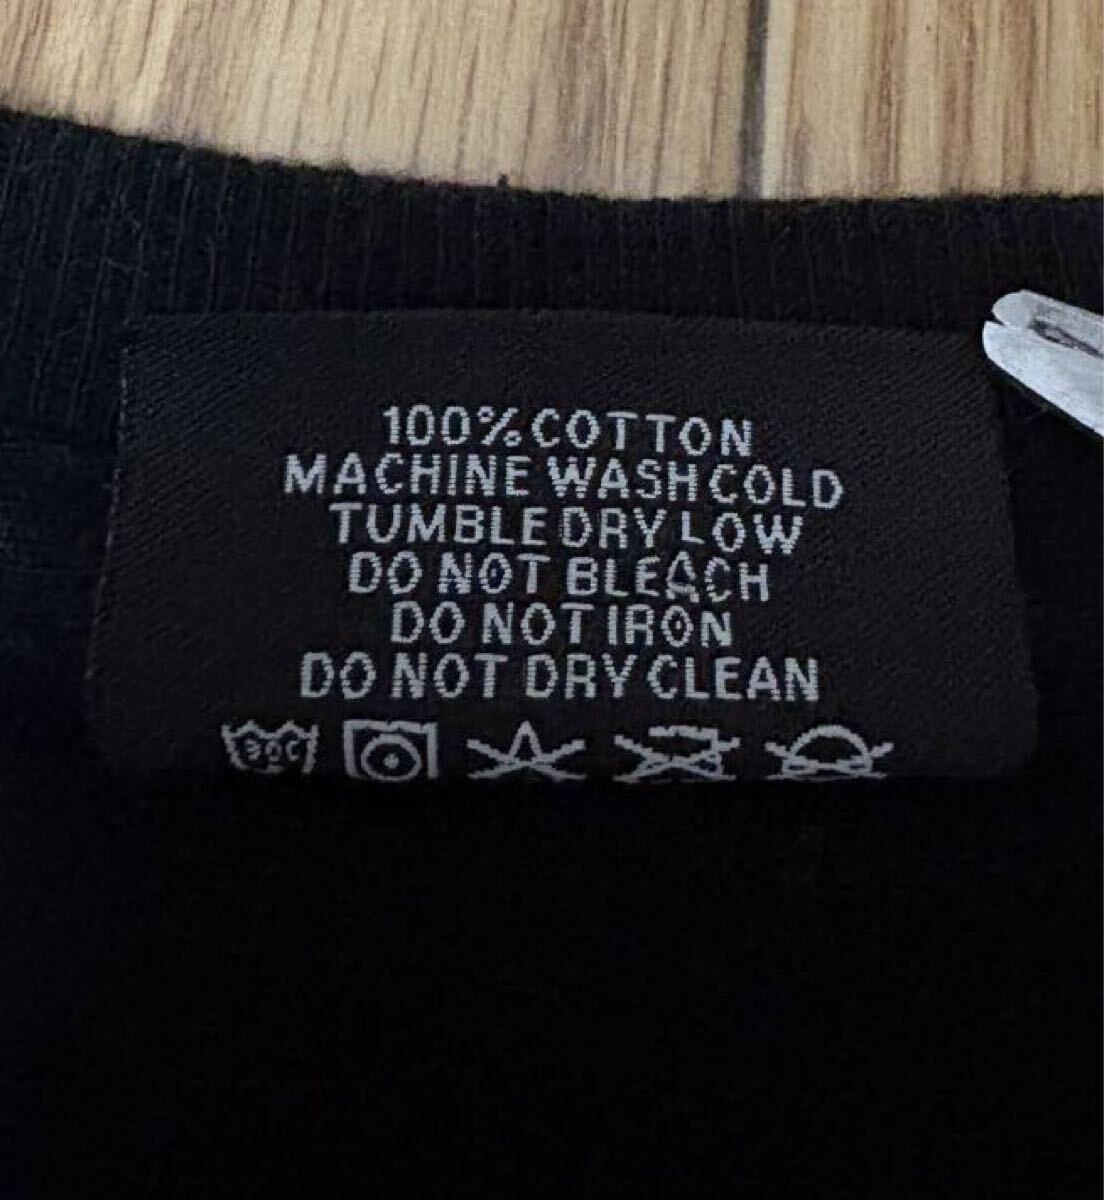 100% COTTON
MACHINE WASH COLD
TUMBLE DRY LOW
DO NOT BLEACH
DO NOT IRON
DO NOT DRY CLEAN
30C